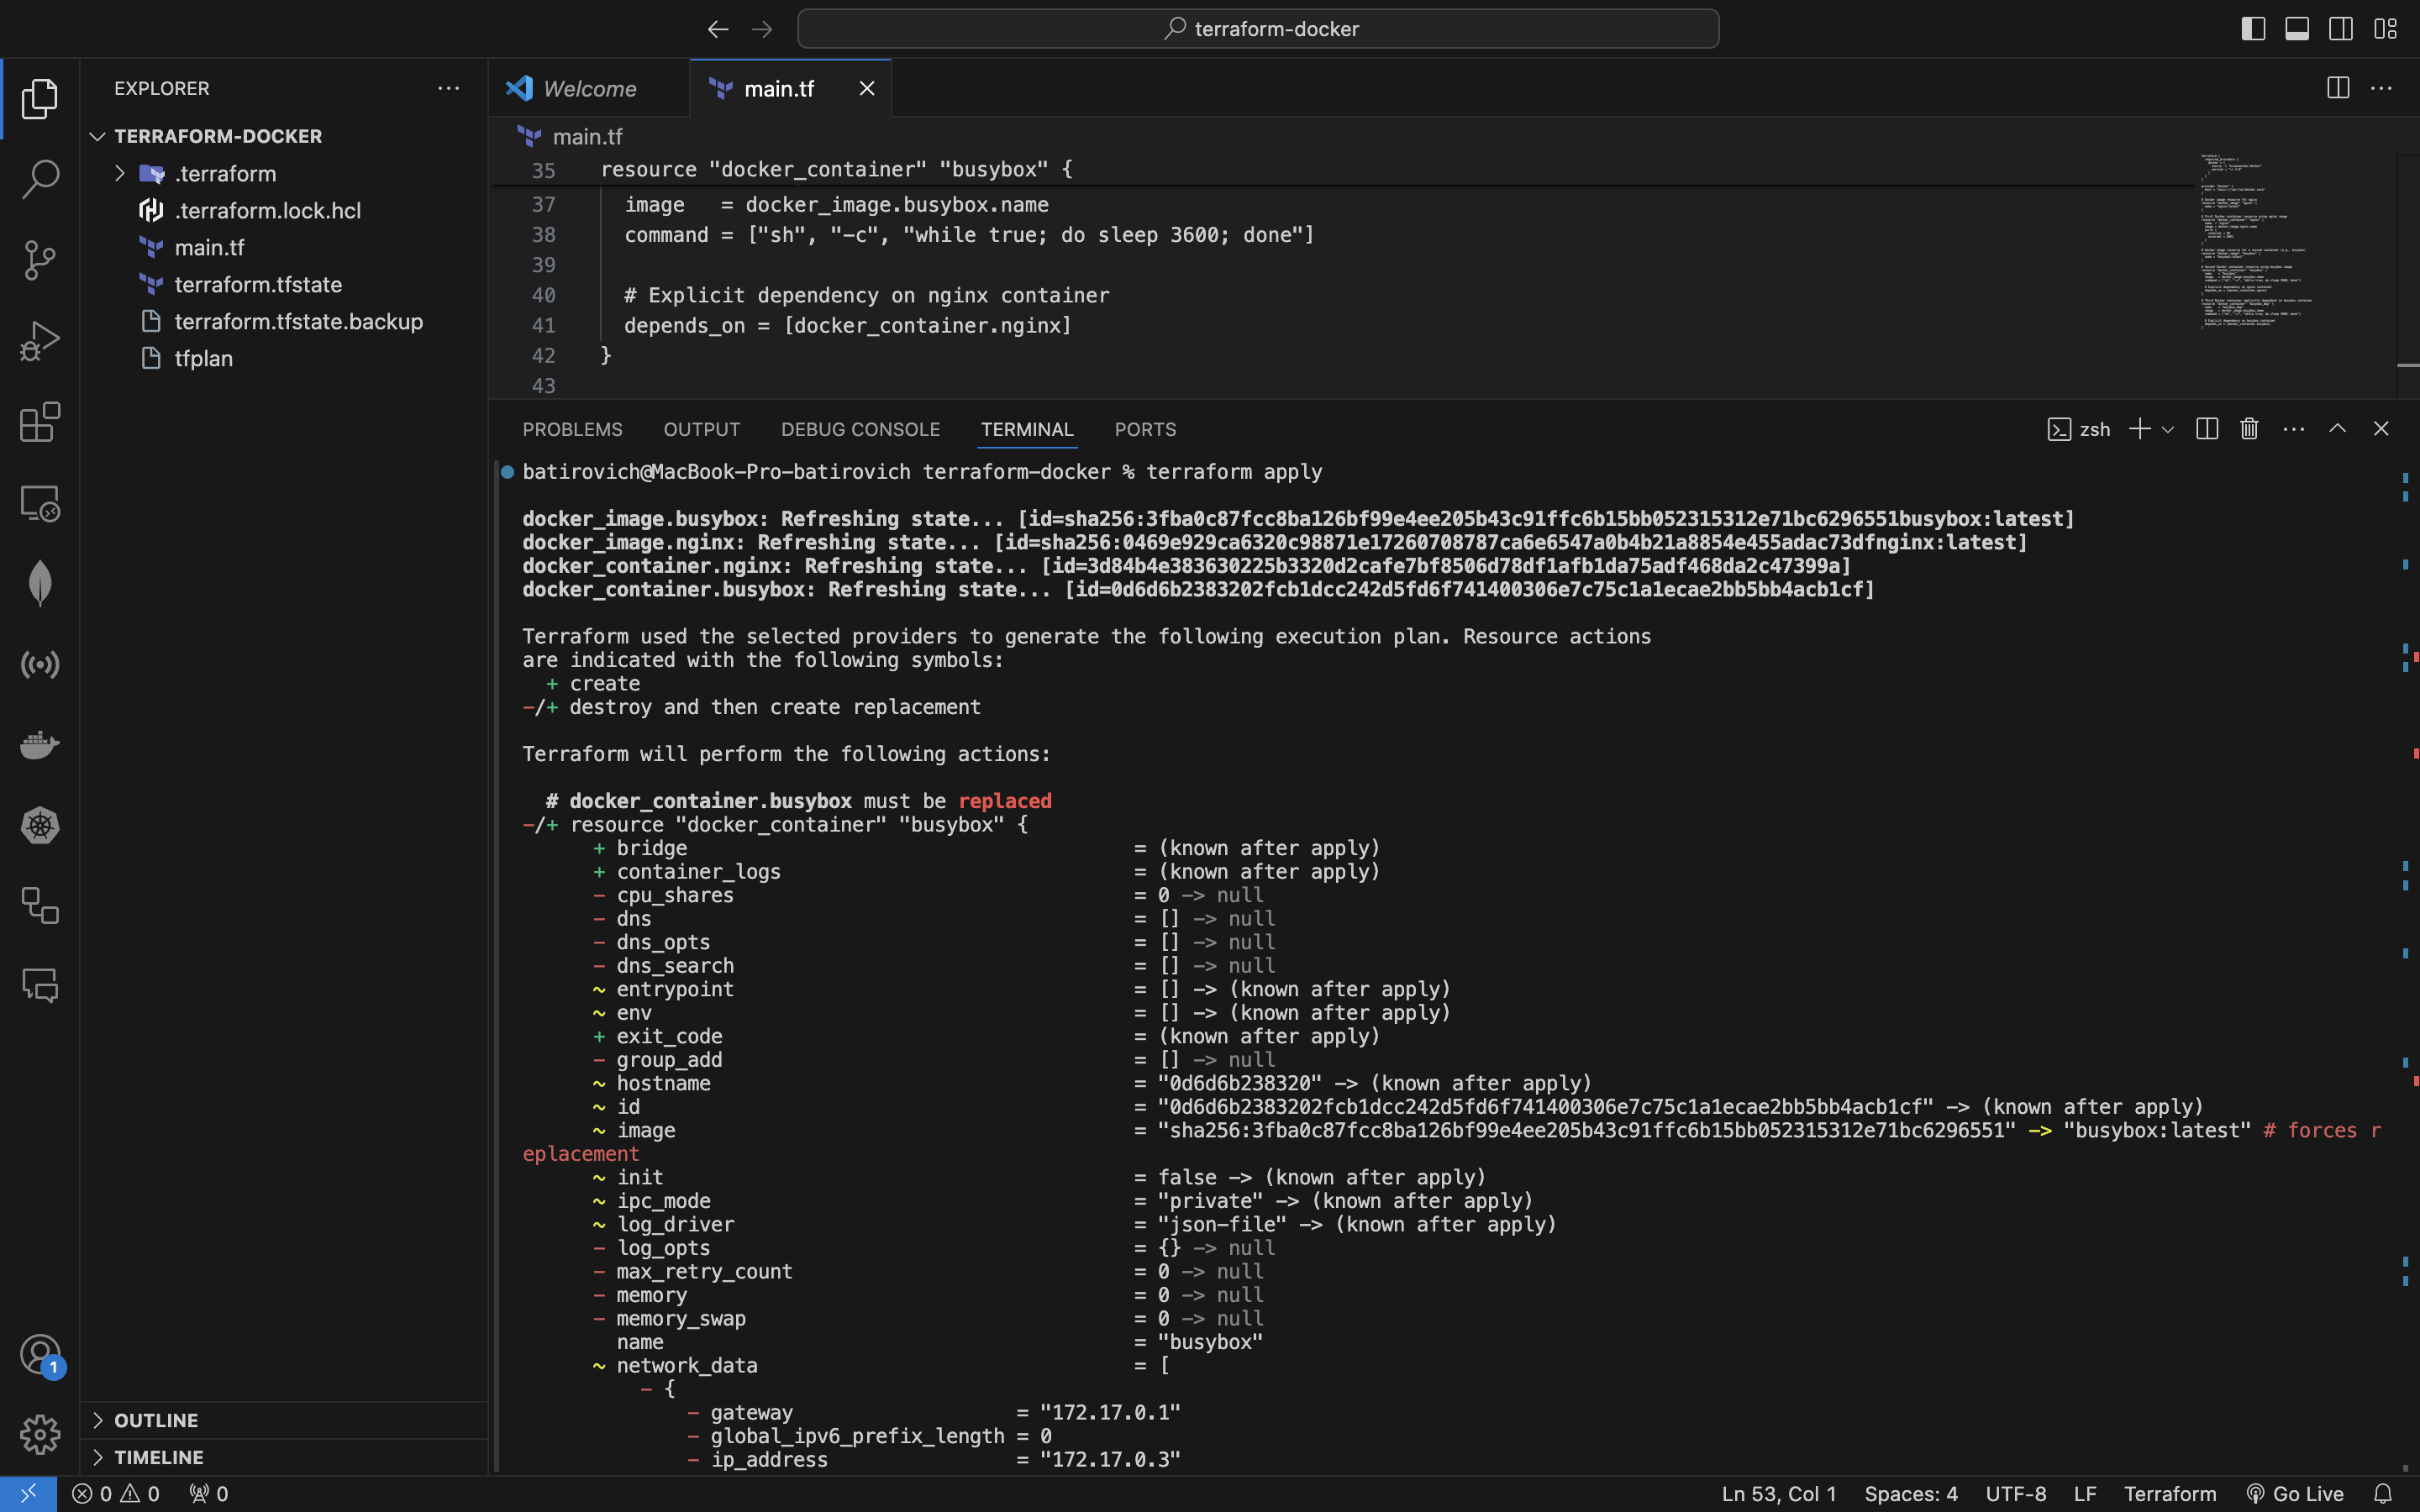 terraform-docker
EXPLORER
Welcome
main.tf
TERRAFORM-DOCKER
.terraform
.terraform.lock.hcl
main.tf
terraform.tfstate
terraform.tfstate.backup
tfplan
OUTLINE
TIMELINE
main.tf
35 resource "docker_container" "busybox" {
37 image   = docker_image.busybox.name
38 command = ["sh", "-c", "while true; do sleep 3600; done"]
39
40 # Explicit dependency on nginx container
41 depends_on = [docker_container.nginx]
42 }
43
PROBLEMS OUTPUT DEBUG CONSOLE TERMINAL PORTS
zsh
batirovich@MacBook-Pro-batirovich terraform-docker % terraform apply
docker_image.busybox: Refreshing state... [id=sha256:3fba0c87fcc8ba126bf99e4ee205b43c91ffc6b15bb052315312e71bc6296551busybox:latest]
docker_image.nginx: Refreshing state... [id=sha256:0469e929ca6320c98871e17260708787ca6e6547a0b4b21a8854e455adac73dfnginx:latest]
docker_container.nginx: Refreshing state... [id=3d84b4e383630225b3320d2cafe7bf8506d78df1afb1da75adf468da2c47399a]
docker_container.busybox: Refreshing state... [id=0d6d6b2383202fcb1dcc242d5fd6f741400306e7c75c1a1ecae2bb5bb4acb1cf]
Terraform used the selected providers to generate the following execution plan. Resource actions
are indicated with the following symbols:
+ create
-/+ destroy and then create replacement
Terraform will perform the following actions:
# docker_container.busybox must be replaced
-/+ resource "docker_container" "busybox" {
+ bridge = (known after apply)
+ container_logs = (known after apply)
- cpu_shares = 0 -> null
- dns = [] -> null
- dns_opts = [] -> null
- dns_search = [] -> null
~ entrypoint = [] -> (known after apply)
~ env = [] -> (known after apply)
+ exit_code = (known after apply)
- group_add = [] -> null
~ hostname = "0d6d6b238320" -> (known after apply)
~ id = "0d6d6b2383202fcb1dcc242d5fd6f741400306e7c75c1a1ecae2bb5bb4acb1cf" -> (known after apply)
~ image = "sha256:3fba0c87fcc8ba126bf99e4ee205b43c91ffc6b15bb052315312e71bc6296551" -> "busybox:latest" # forces r
eplacement
~ init = false -> (known after apply)
~ ipc_mode = "private" -> (known after apply)
~ log_driver = "json-file" -> (known after apply)
- log_opts = {} -> null
- max_retry_count = 0 -> null
- memory = 0 -> null
- memory_swap = 0 -> null
name = "busybox"
~ network_data = [
- {
- gateway = "172.17.0.1"
- global_ipv6_prefix_length = 0
- ip_address = "172.17.0.3"
1
0 0 0
Ln 53, Col 1 Spaces: 4 UTF-8 LF Terraform Go Live